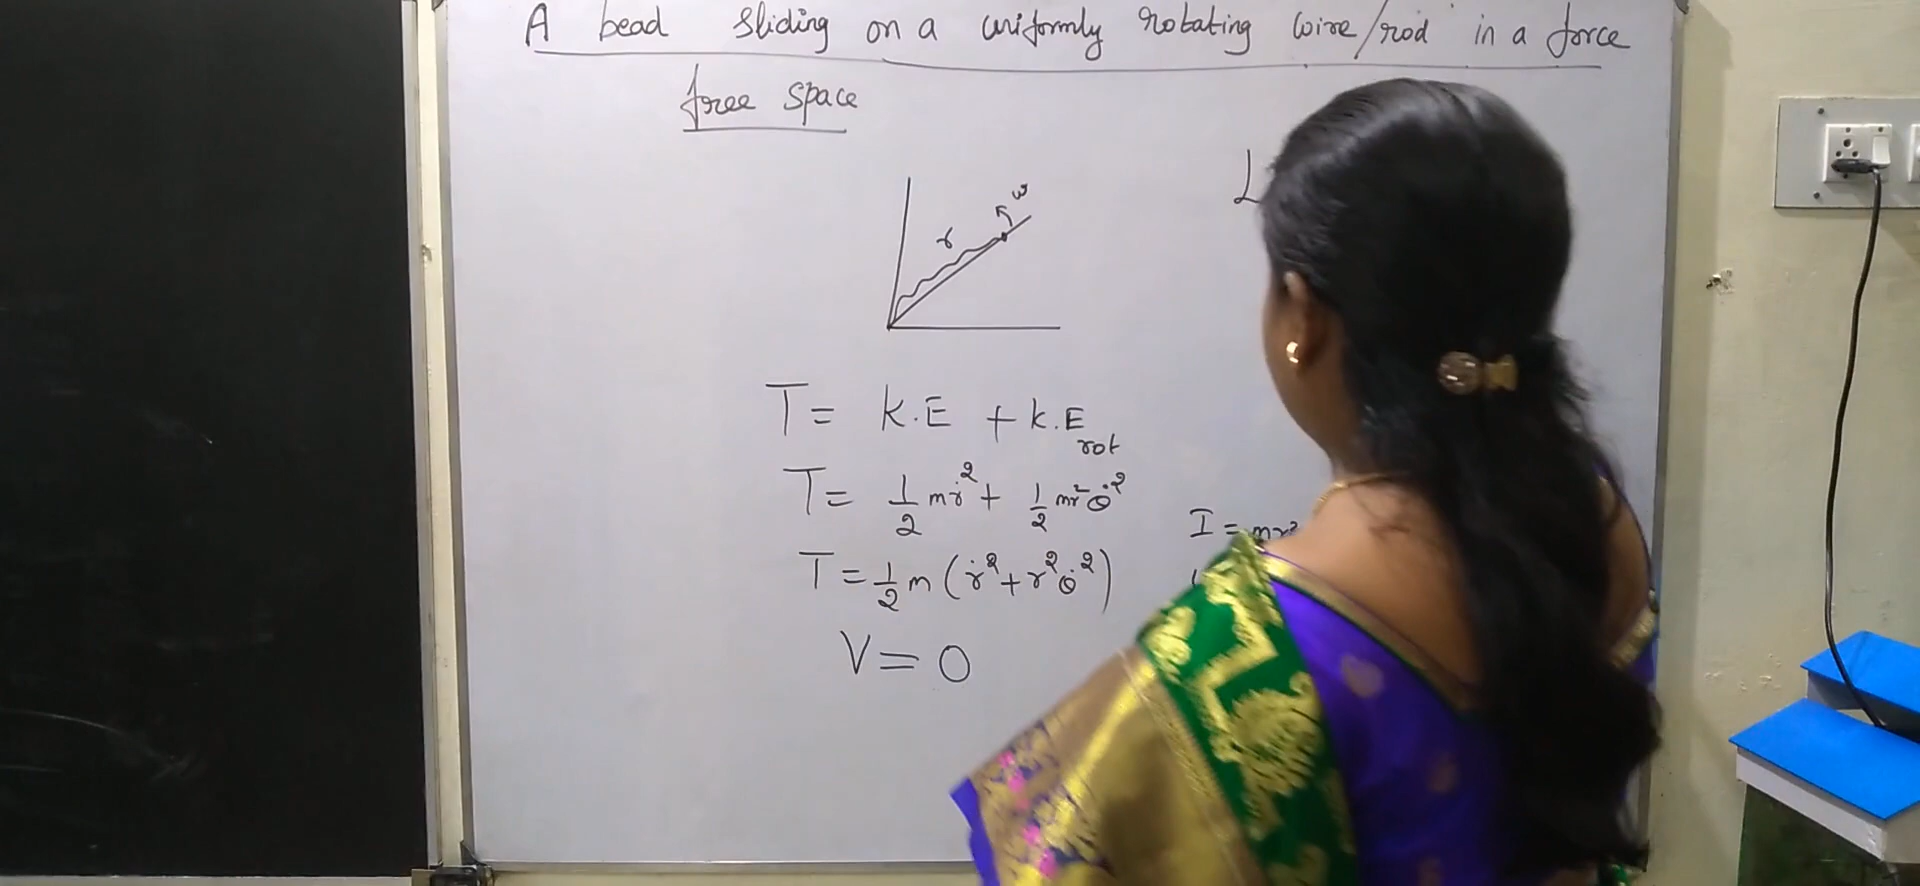 A bead sliding on a uniformly rotating wire/rod in a force
free space
ω
r
L
T = K.E + K.E rot
T = 1/2 mṙ² + 1/2 mr²θ̇²
I = mr²
T = 1/2 m (ṙ² + r²θ̇²)
V = 0